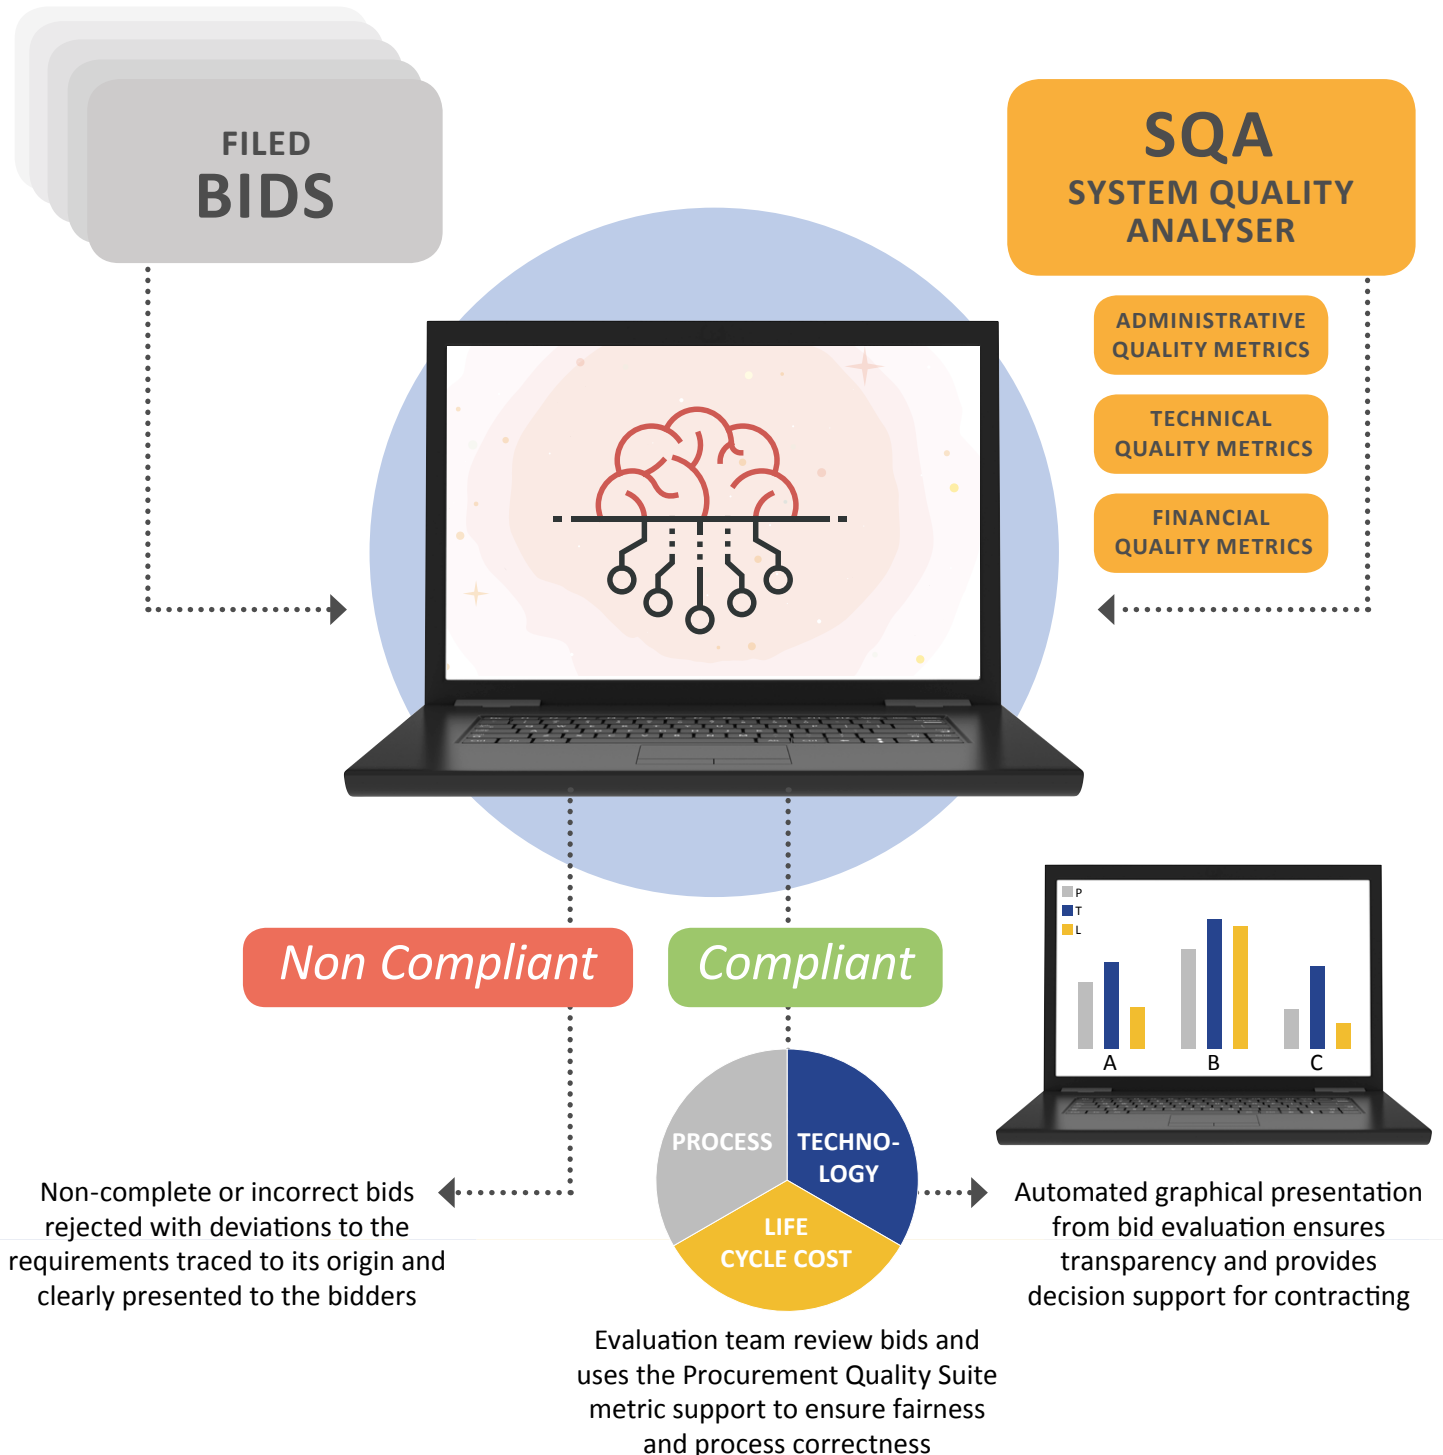 FILED
BIDS
SQA
SYSTEM QUALITY
ANALYSER
ADMINISTRATIVE
QUALITY METRICS
TECHNICAL
QUALITY METRICS
FINANCIAL
QUALITY METRICS
Non Compliant
Compliant
P
T
L
A
B
C
PROCESS
TECHNO-
LOGY
LIFE
CYCLE COST
Non-complete or incorrect bids
rejected with deviations to the
requirements traced to its origin and
clearly presented to the bidders
Automated graphical presentation
from bid evaluation ensures
transparency and provides
decision support for contracting
Evaluation team review bids and
uses the Procurement Quality Suite
metric support to ensure fairness
and process correctness